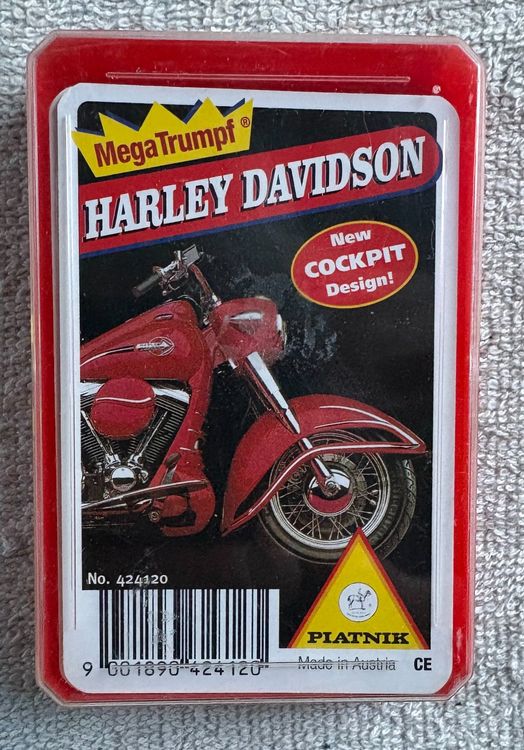 MegaTrumpf®
HARLEY DAVIDSON
New
COCKPIT
Design!
No. 424120
PIATNIK
9 001890 424120
Made in Austria CE